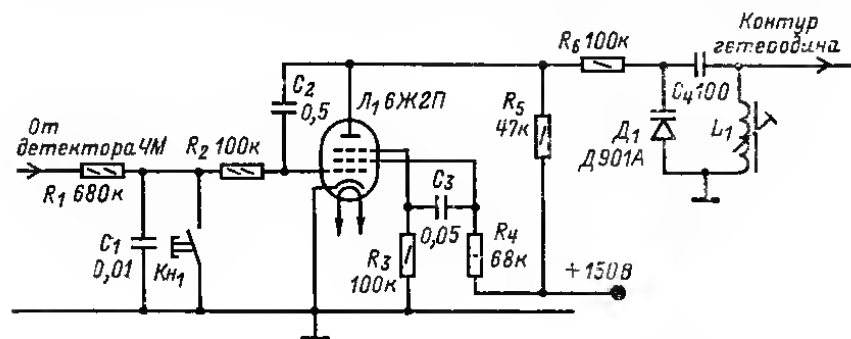 Контур
гетеродина
R6 100к
C2
0,5
Л1 6Ж2П
C4 100
R5
47к
Д1
Д901А
L1
От
детектора ЧМ
R2 100к
R1 680к
C3
0,05
C1
0,01
Кн1
R3
100к
R4
68к
+150В